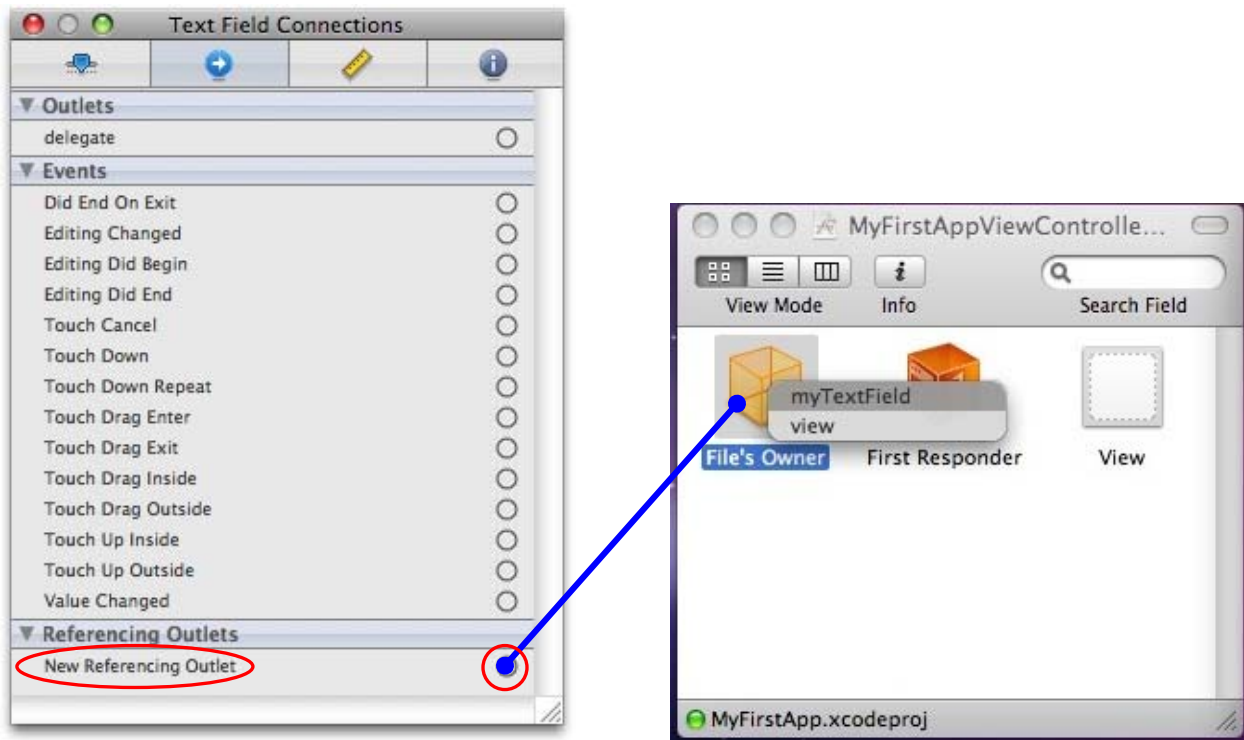 Text Field Connections
Outlets
delegate
Events
Did End On Exit
Editing Changed
Editing Did Begin
Editing Did End
Touch Cancel
Touch Down
Touch Down Repeat
Touch Drag Enter
Touch Drag Exit
Touch Drag Inside
Touch Drag Outside
Touch Up Inside
Touch Up Outside
Value Changed
Referencing Outlets
New Referencing Outlet
MyFirstAppViewControlle...
View Mode Info Search Field
myTextField
view
File's Owner First Responder View
MyFirstApp.xcodeproj